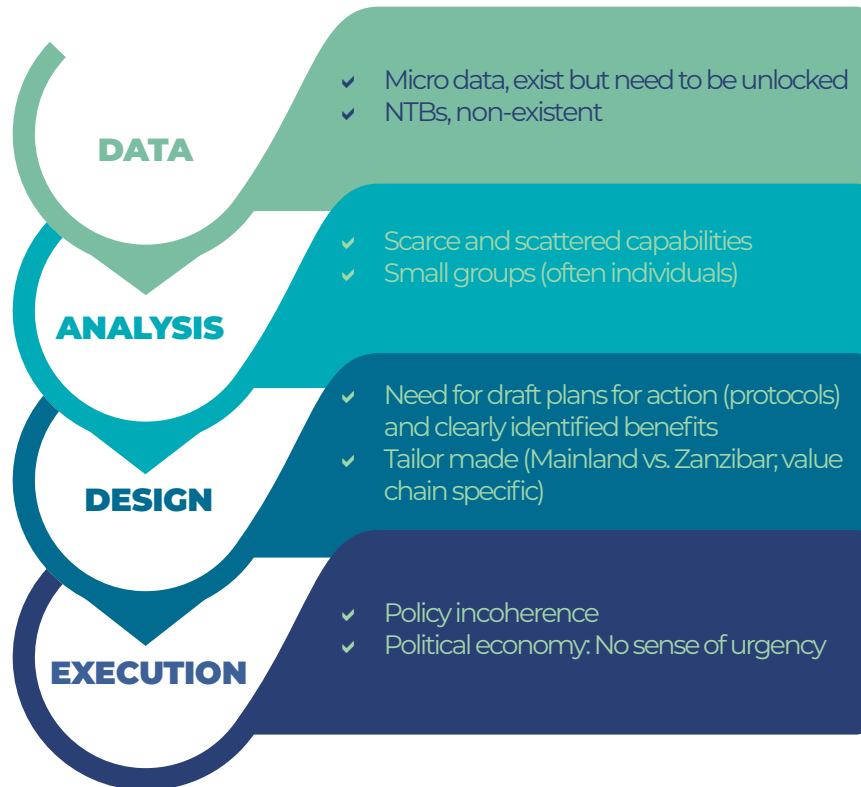 DATA
Micro data, exist but need to be unlocked
NTBs, non-existent
ANALYSIS
Scarce and scattered capabilities
Small groups (often individuals)
DESIGN
Need for draft plans for action (protocols)
and clearly identified benefits
Tailor made (Mainland vs. Zanzibar; value
chain specific)
EXECUTION
Policy incoherence
Political economy: No sense of urgency